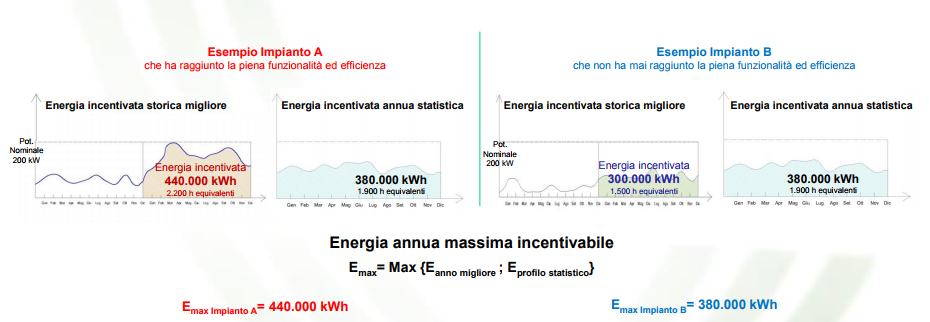 Esempio Impianto A
che ha raggiunto la piena funzionalità ed efficienza
Energia incentivata storica migliore
Pot.
Nominale
200 kW
Energia incentivata
440.000 kWh
2.200 h equivalenti
Energia incentivata annua statistica
380.000 kWh
1.900 h equivalenti
Gen Feb Mar Apr Mag Giu Lug Ago Set Ott Nov Dic
Esempio Impianto B
che non ha mai raggiunto la piena funzionalità ed efficienza
Energia incentivata storica migliore
Pot.
Nominale
200 kW
Energia incentivata
300.000 kWh
1.500 h equivalenti
Energia incentivata annua statistica
380.000 kWh
1.900 h equivalenti
Gen Feb Mar Apr Mag Giu Lug Ago Set Ott Nov Dic
Energia annua massima incentivabile
Emax= Max {Eanno migliore ; Eprofilo statistico}
Emax Impianto A= 440.000 kWh
Emax Impianto B= 380.000 kWh